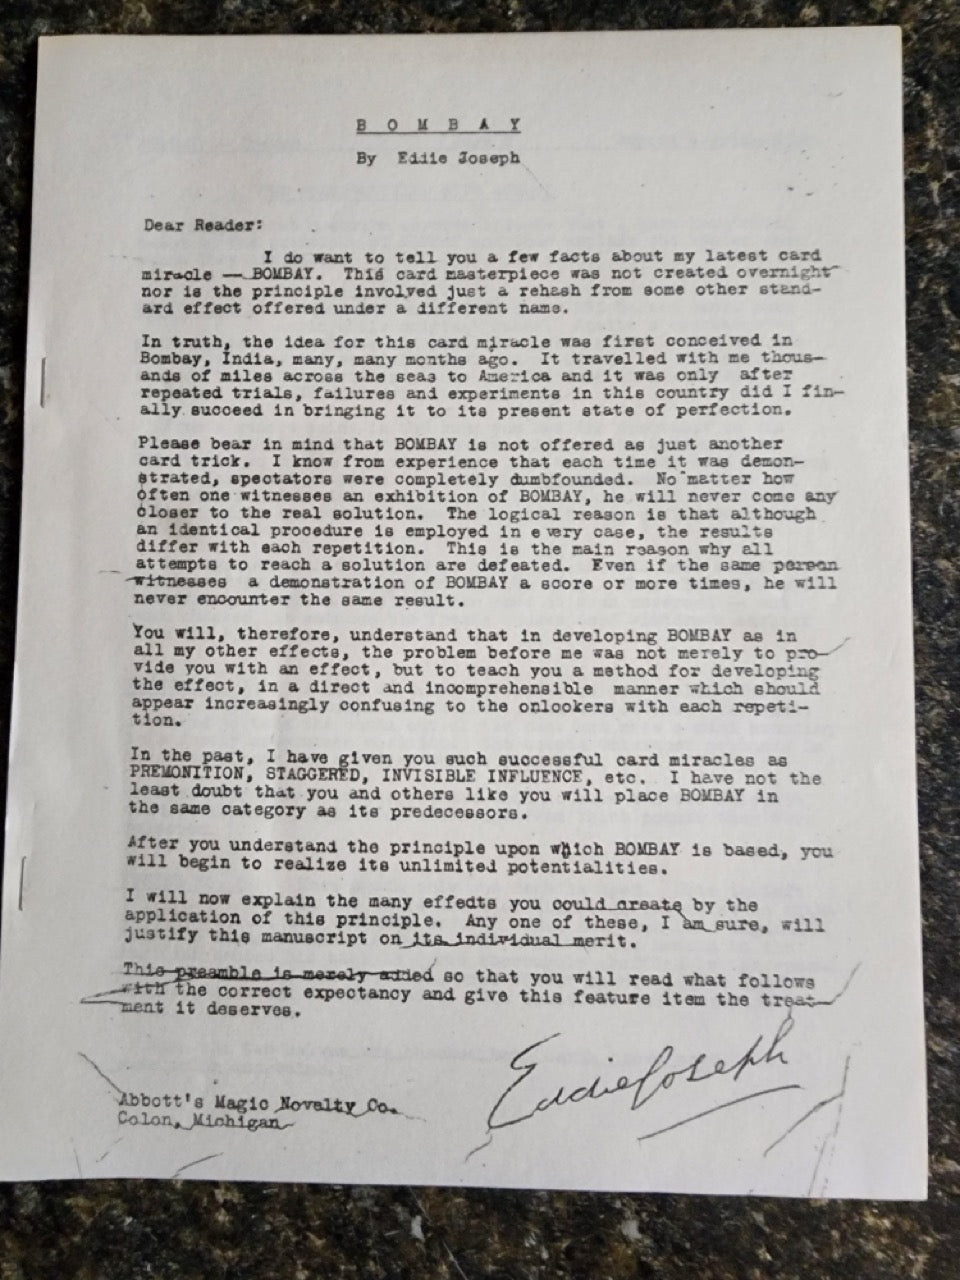 B O M B A Y
By Eddie Joseph
Dear Reader:
I do want to tell you a few facts about my latest card
miracle — BOMBAY. This card masterpiece was not created overnight
nor is the principle involved just a rehash from some other stand-
ard effect offered under a different name.
In truth, the idea for this card miracle was first conceived in
Bombay, India, many, many months ago. It travelled with me thous-
ands of miles across the seas to America and it was only after
repeated trials, failures and experiments in this country did I fin-
ally succeed in bringing it to its present state of perfection.
Please bear in mind that BOMBAY is not offered as just another
card trick. I know from experience that each time it was demon-
strated, spectators were completely dumbfounded. No matter how
often one witnesses an exhibition of BOMBAY, he will never come any
closer to the real solution. The logical reason is that although
an identical procedure is employed in every case, the results
differ with each repetition. This is the main reason why all
attempts to reach a solution are defeated. Even if the same person
witnesses a demonstration of BOMBAY a score or more times, he will
never encounter the same result.
You will, therefore, understand that in developing BOMBAY as in
all my other effects, the problem before me was not merely to pro-
vide you with an effect, but to teach you a method for developing
the effect, in a direct and incomprehensible manner which should
appear increasingly confusing to the onlookers with each repeti-
tion.
In the past, I have given you such successful card miracles as
PREMONITION, STAGGERED, INVISIBLE INFLUENCE, etc. I have not the
least doubt that you and others like you will place BOMBAY in
the same category as its predecessors.
After you understand the principle upon which BOMBAY is based, you
will begin to realize its unlimited potentialities.
I will now explain the many effedts you could create by the
application of this principle. Any one of these, I am sure, will
justify this manuscript on its individual merit.
This preamble is merely added so that you will read what follows
with the correct expectancy and give this feature item the treat-
ment it deserves.
Eddie Joseph
Abbott's Magic Novalty Co.
Colon, Michigan